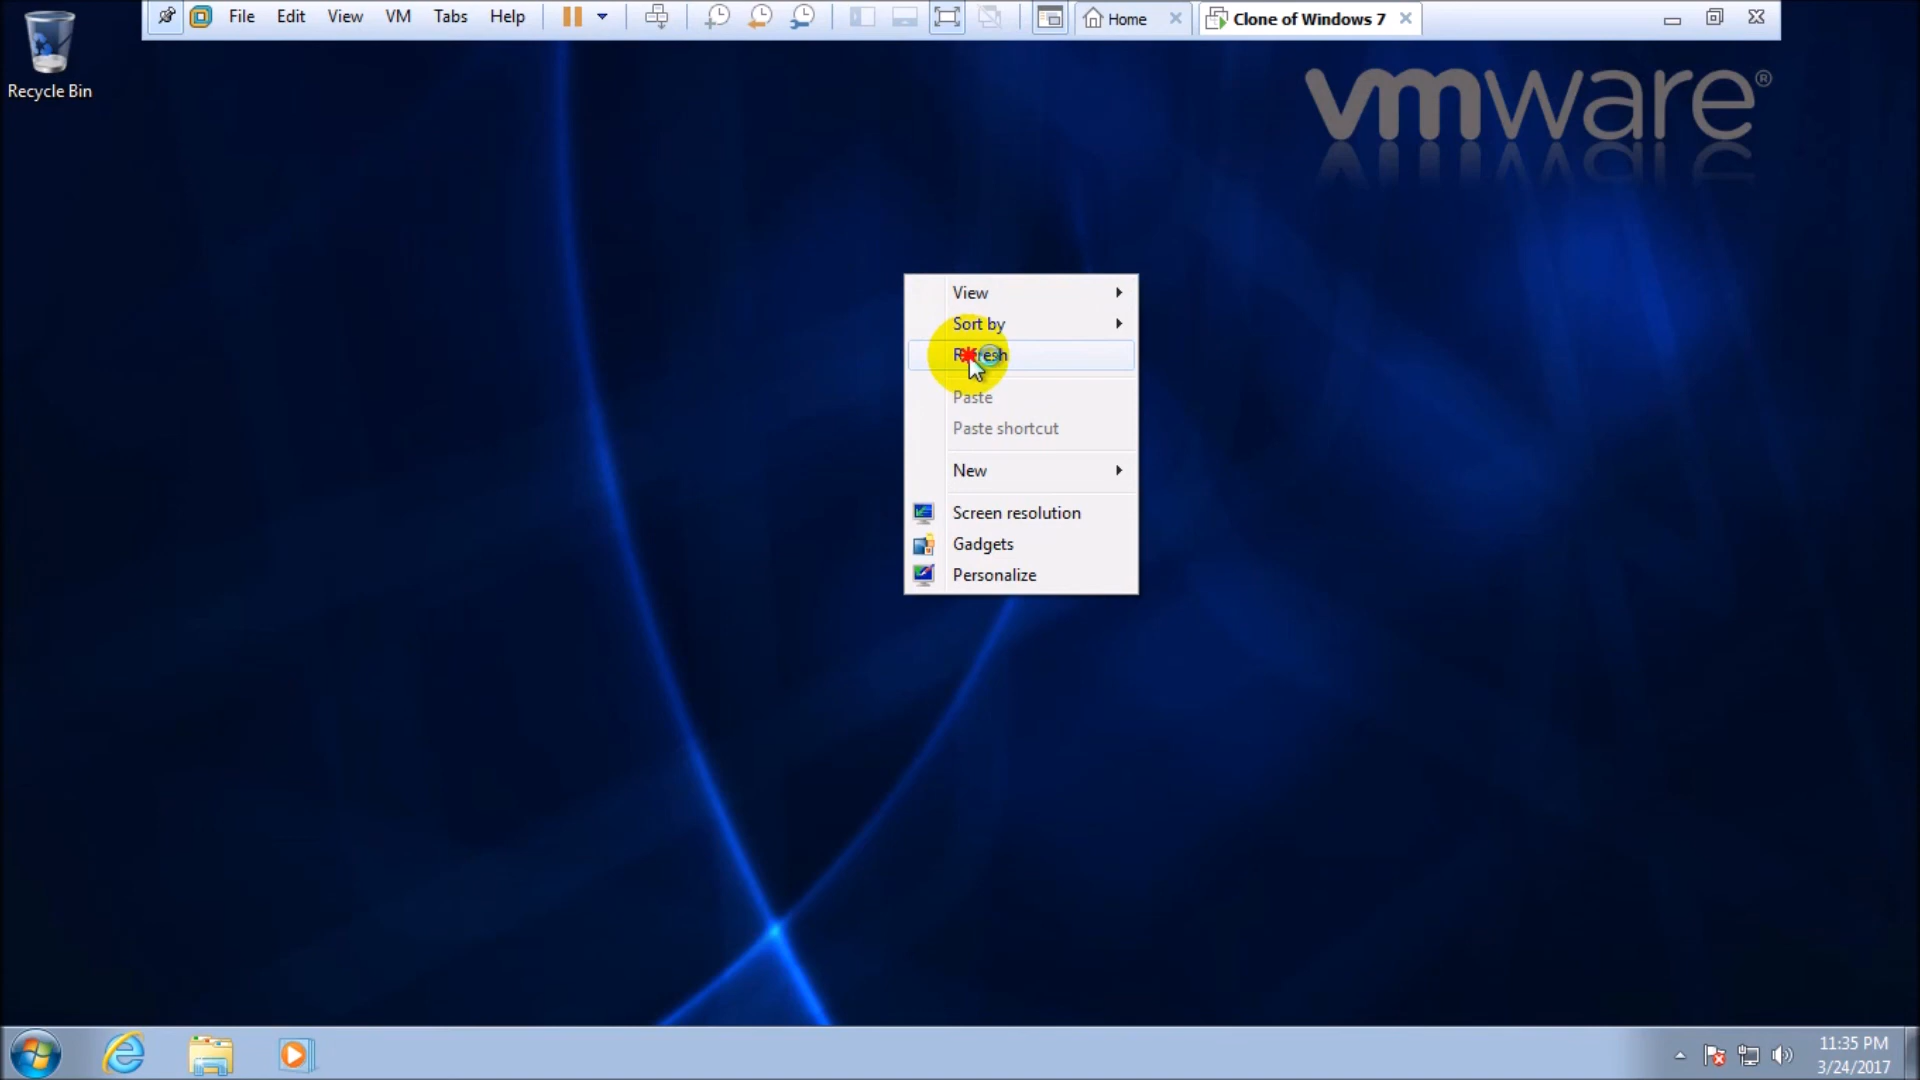 File Edit View VM Tabs Help Home Clone of Windows 7
Recycle Bin
vmware®
View
Sort by
Refresh
Paste
Paste shortcut
New
Screen resolution
Gadgets
Personalize
11:35 PM
3/24/2017